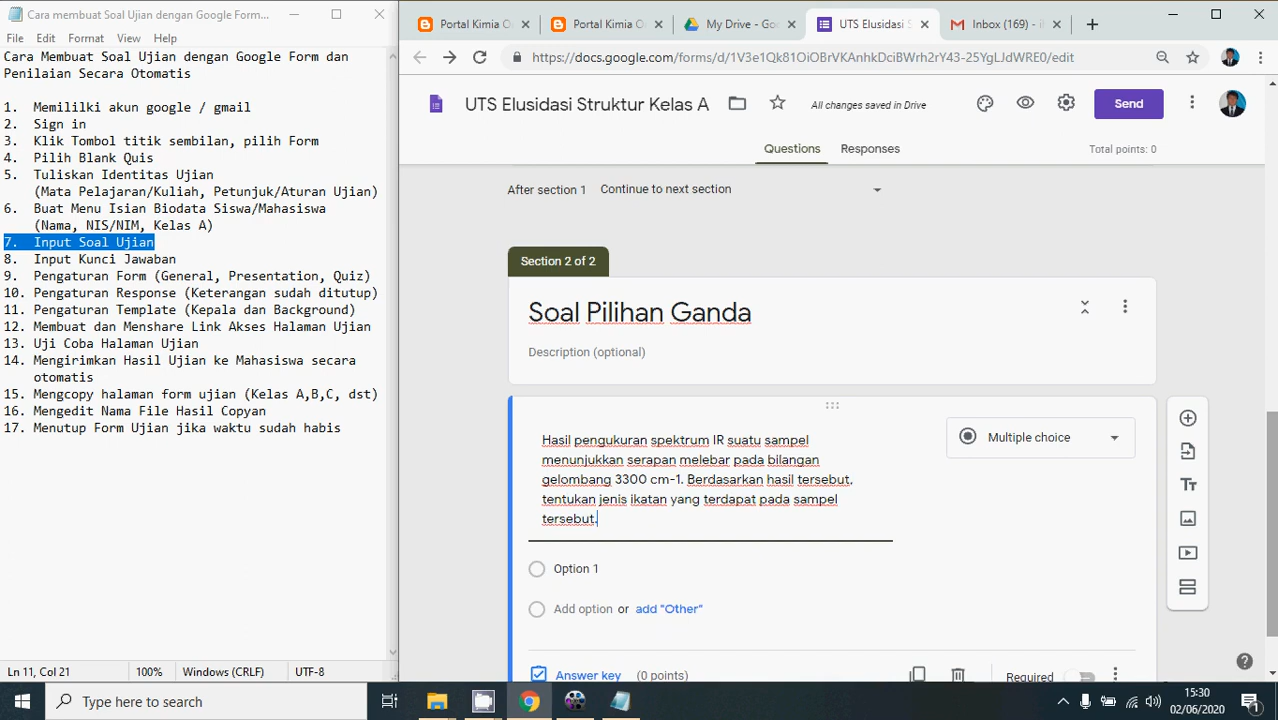 Cara membuat Soal Ujian dengan Google Form...
File Edit Format View Help
Cara Membuat Soal Ujian dengan Google Form dan
Penilaian Secara Otomatis
1. Memililki akun google / gmail
2. Sign in
3. Klik Tombol titik sembilan, pilih Form
4. Pilih Blank Quis
5. Tuliskan Identitas Ujian
(Mata Pelajaran/Kuliah, Petunjuk/Aturan Ujian)
6. Buat Menu Isian Biodata Siswa/Mahasiswa
(Nama, NIS/NIM, Kelas A)
7. Input Soal Ujian
8. Input Kunci Jawaban
9. Pengaturan Form (General, Presentation, Quiz)
10. Pengaturan Response (Keterangan sudah ditutup)
11. Pengaturan Template (Kepala dan Background)
12. Membuat dan Menshare Link Akses Halaman Ujian
13. Uji Coba Halaman Ujian
14. Mengirimkan Hasil Ujian ke Mahasiswa secara
otomatis
15. Mengcopy halaman form ujian (Kelas A,B,C, dst)
16. Mengedit Nama File Hasil Copyan
17. Menutup Form Ujian jika waktu sudah habis
Ln 11, Col 21 100% Windows (CRLF) UTF-8
Portal Kimia O Portal Kimia O My Drive - Goo UTS Elusidasi S Inbox (169) - i
https://docs.google.com/forms/d/1V3e1Qk81OiOBrVKAnhkDciBWrh2rY43-25YgLJdWRE0/edit
UTS Elusidasi Struktur Kelas A All changes saved in Drive Send
Questions Responses Total points: 0
After section 1 Continue to next section
Section 2 of 2
Soal Pilihan Ganda
Description (optional)
Hasil pengukuran spektrum IR suatu sampel
menunjukkan serapan melebar pada bilangan
gelombang 3300 cm-1. Berdasarkan hasil tersebut,
tentukan jenis ikatan yang terdapat pada sampel
tersebut.
Multiple choice
Option 1
Add option or add "Other"
Answer key (0 points) Required
Type here to search
15:30
02/06/2020
1